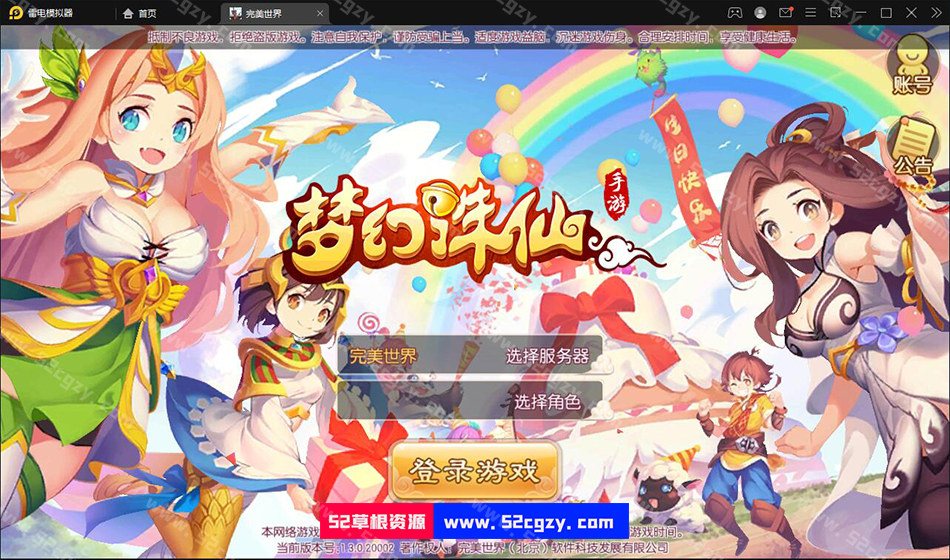 雷电模拟器
首页
完美世界
抵制不良游戏，拒绝盗版游戏。注意自我保护，谨防受骗上当。适度游戏益脑，沉迷游戏伤身。合理安排时间，享受健康生活。
账号
公告
生日快乐
梦幻诛仙
手游
完美世界 选择服务器
选择角色
登录游戏
52草根资源 www.52cgzy.com
本网络游戏
戏时间。
当前版本号:1.3.0.20002 著作权人：完美世界（北京）软件科技发展有限公司